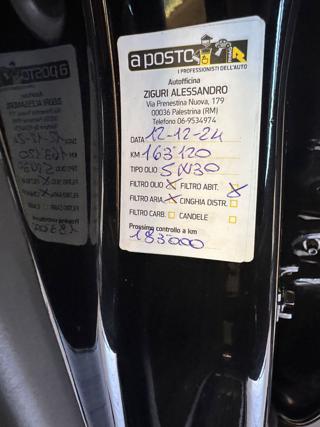 a posto
I PROFESSIONISTI DELL'AUTO
Autofficina
ZIGURI ALESSANDRO
Via Prenestina Nuova, 179
00036 Palestrina (RM)
Telefono 06-9534974
DATA 12-12-24
KM 163120
TIPO OLIO 5W30
FILTRO OLIO FILTRO ABIT.
FILTRO ARIA CINGHIA DISTR.
FILTRO CARB. CANDELE
Prossimo controllo a km
183000